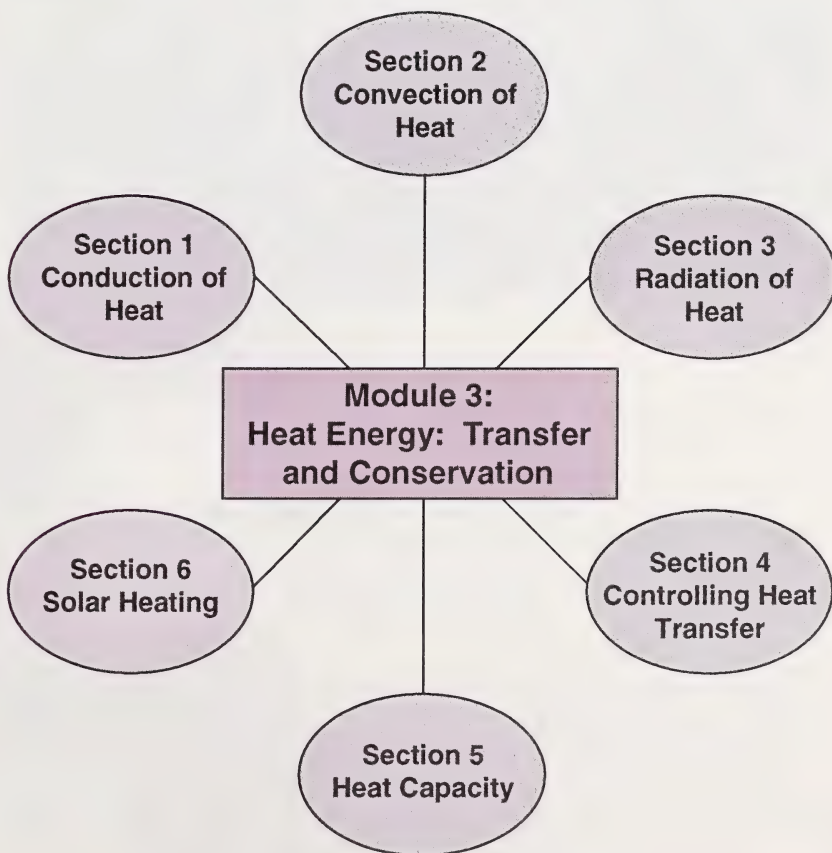 Section 2
Convection of
Heat
Section 1
Conduction of
Heat
Section 3
Radiation of
Heat
Module 3:
Heat Energy: Transfer
and Conservation
Section 6
Solar Heating
Section 4
Controlling Heat
Transfer
Section 5
Heat Capacity